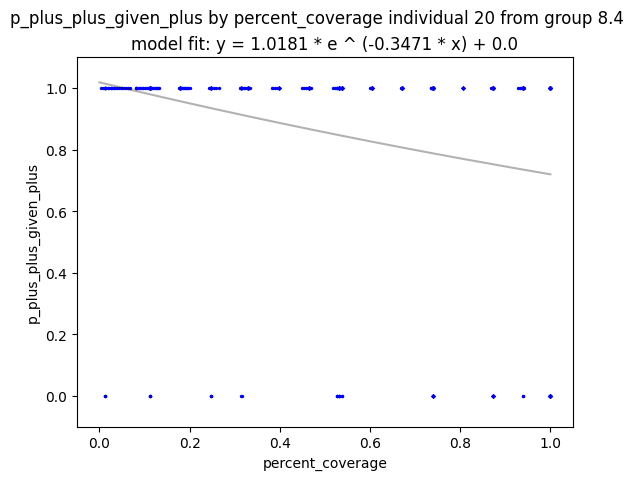 p_plus_plus_given_plus by percent_coverage individual 20 from group 8.4
model fit: y = 1.0181 * e ^ (-0.3471 * x) + 0.0
1.0
0.8
0.6
0.4
0.2
0.0
p_plus_plus_given_plus
0.0 0.2 0.4 0.6 0.8 1.0
percent_coverage